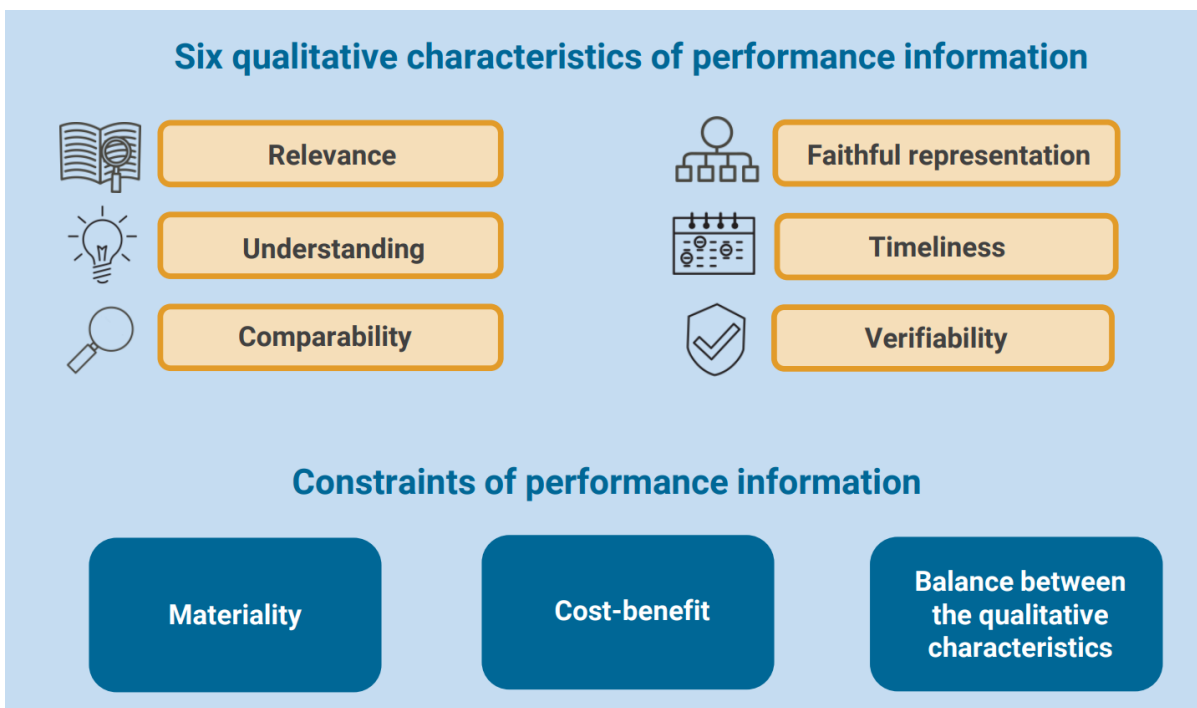 Six qualitative characteristics of performance information
Relevance
Faithful representation
Understanding
Timeliness
Comparability
Verifiability
Constraints of performance information
Materiality
Cost-benefit
Balance between
the qualitative
characteristics